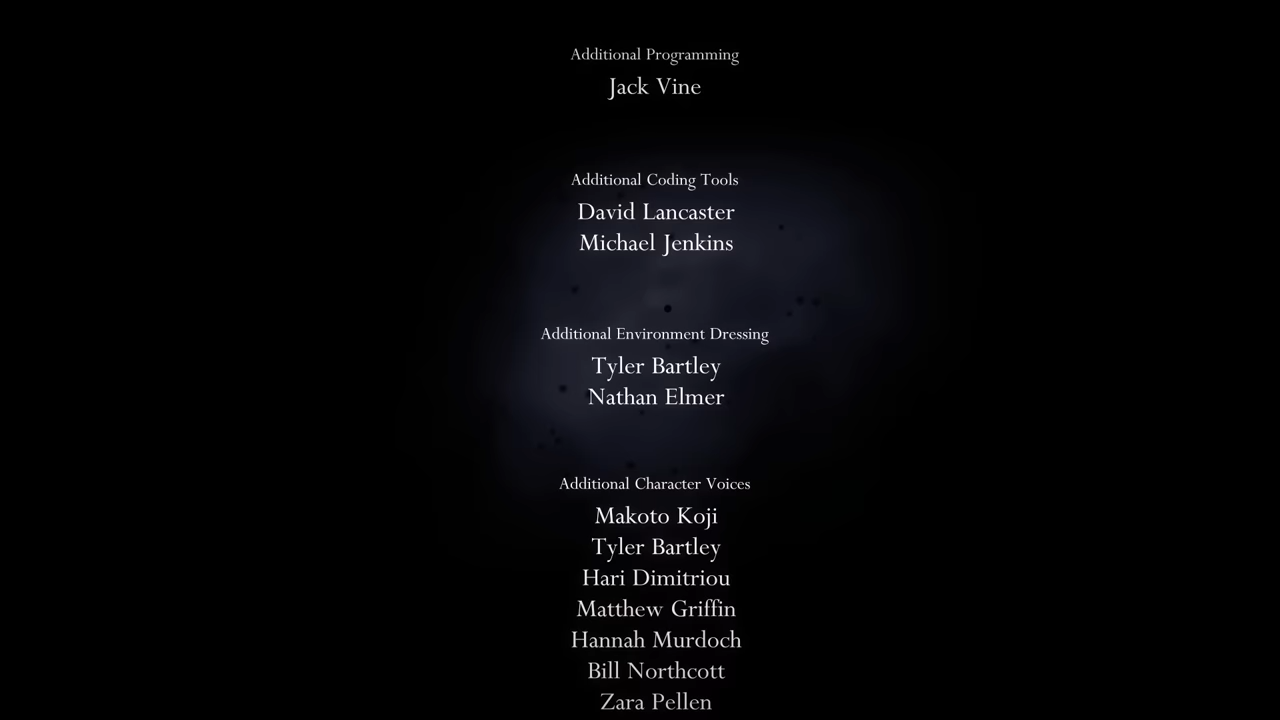 Additional Programming
Jack Vine
Additional Coding Tools
David Lancaster
Michael Jenkins
Additional Environment Dressing
Tyler Bartley
Nathan Elmer
Additional Character Voices
Makoto Koji
Tyler Bartley
Hari Dimitriou
Matthew Griffin
Hannah Murdoch
Bill Northcott
Zara Pellen